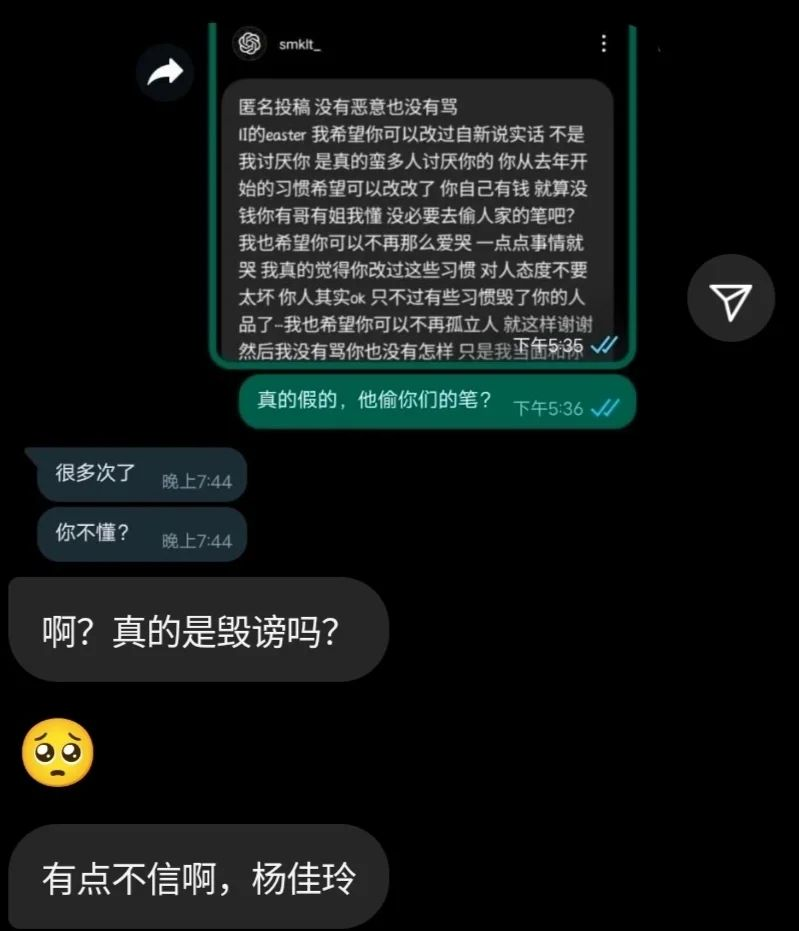 smklt_
匿名投稿 没有恶意也没有骂
I1的easter 我希望你可以改过自新说实话 不是
我讨厌你 是真的蛮多人讨厌你的 你从去年开
始的习惯希望可以改改了 你自己有钱 就算没
钱你有哥有姐我懂 没必要去偷人家的笔吧?
我也希望你可以不再那么爱哭 一点点事情就
哭 我真的觉得你改过这些习惯 对人态度不要
太坏 你人其实ok 只不过有些习惯毁了你的人
品了...我也希望你可以不再孤立人 就这样谢谢
然后我没有骂你也没有怎样 只是我当面和你
下午5:35
真的假的，他偷你们的笔？
下午5:36
很多次了
晚上7:44
你不懂？
晚上7:44
啊？真的是毁谤吗？
有点不信啊，杨佳玲